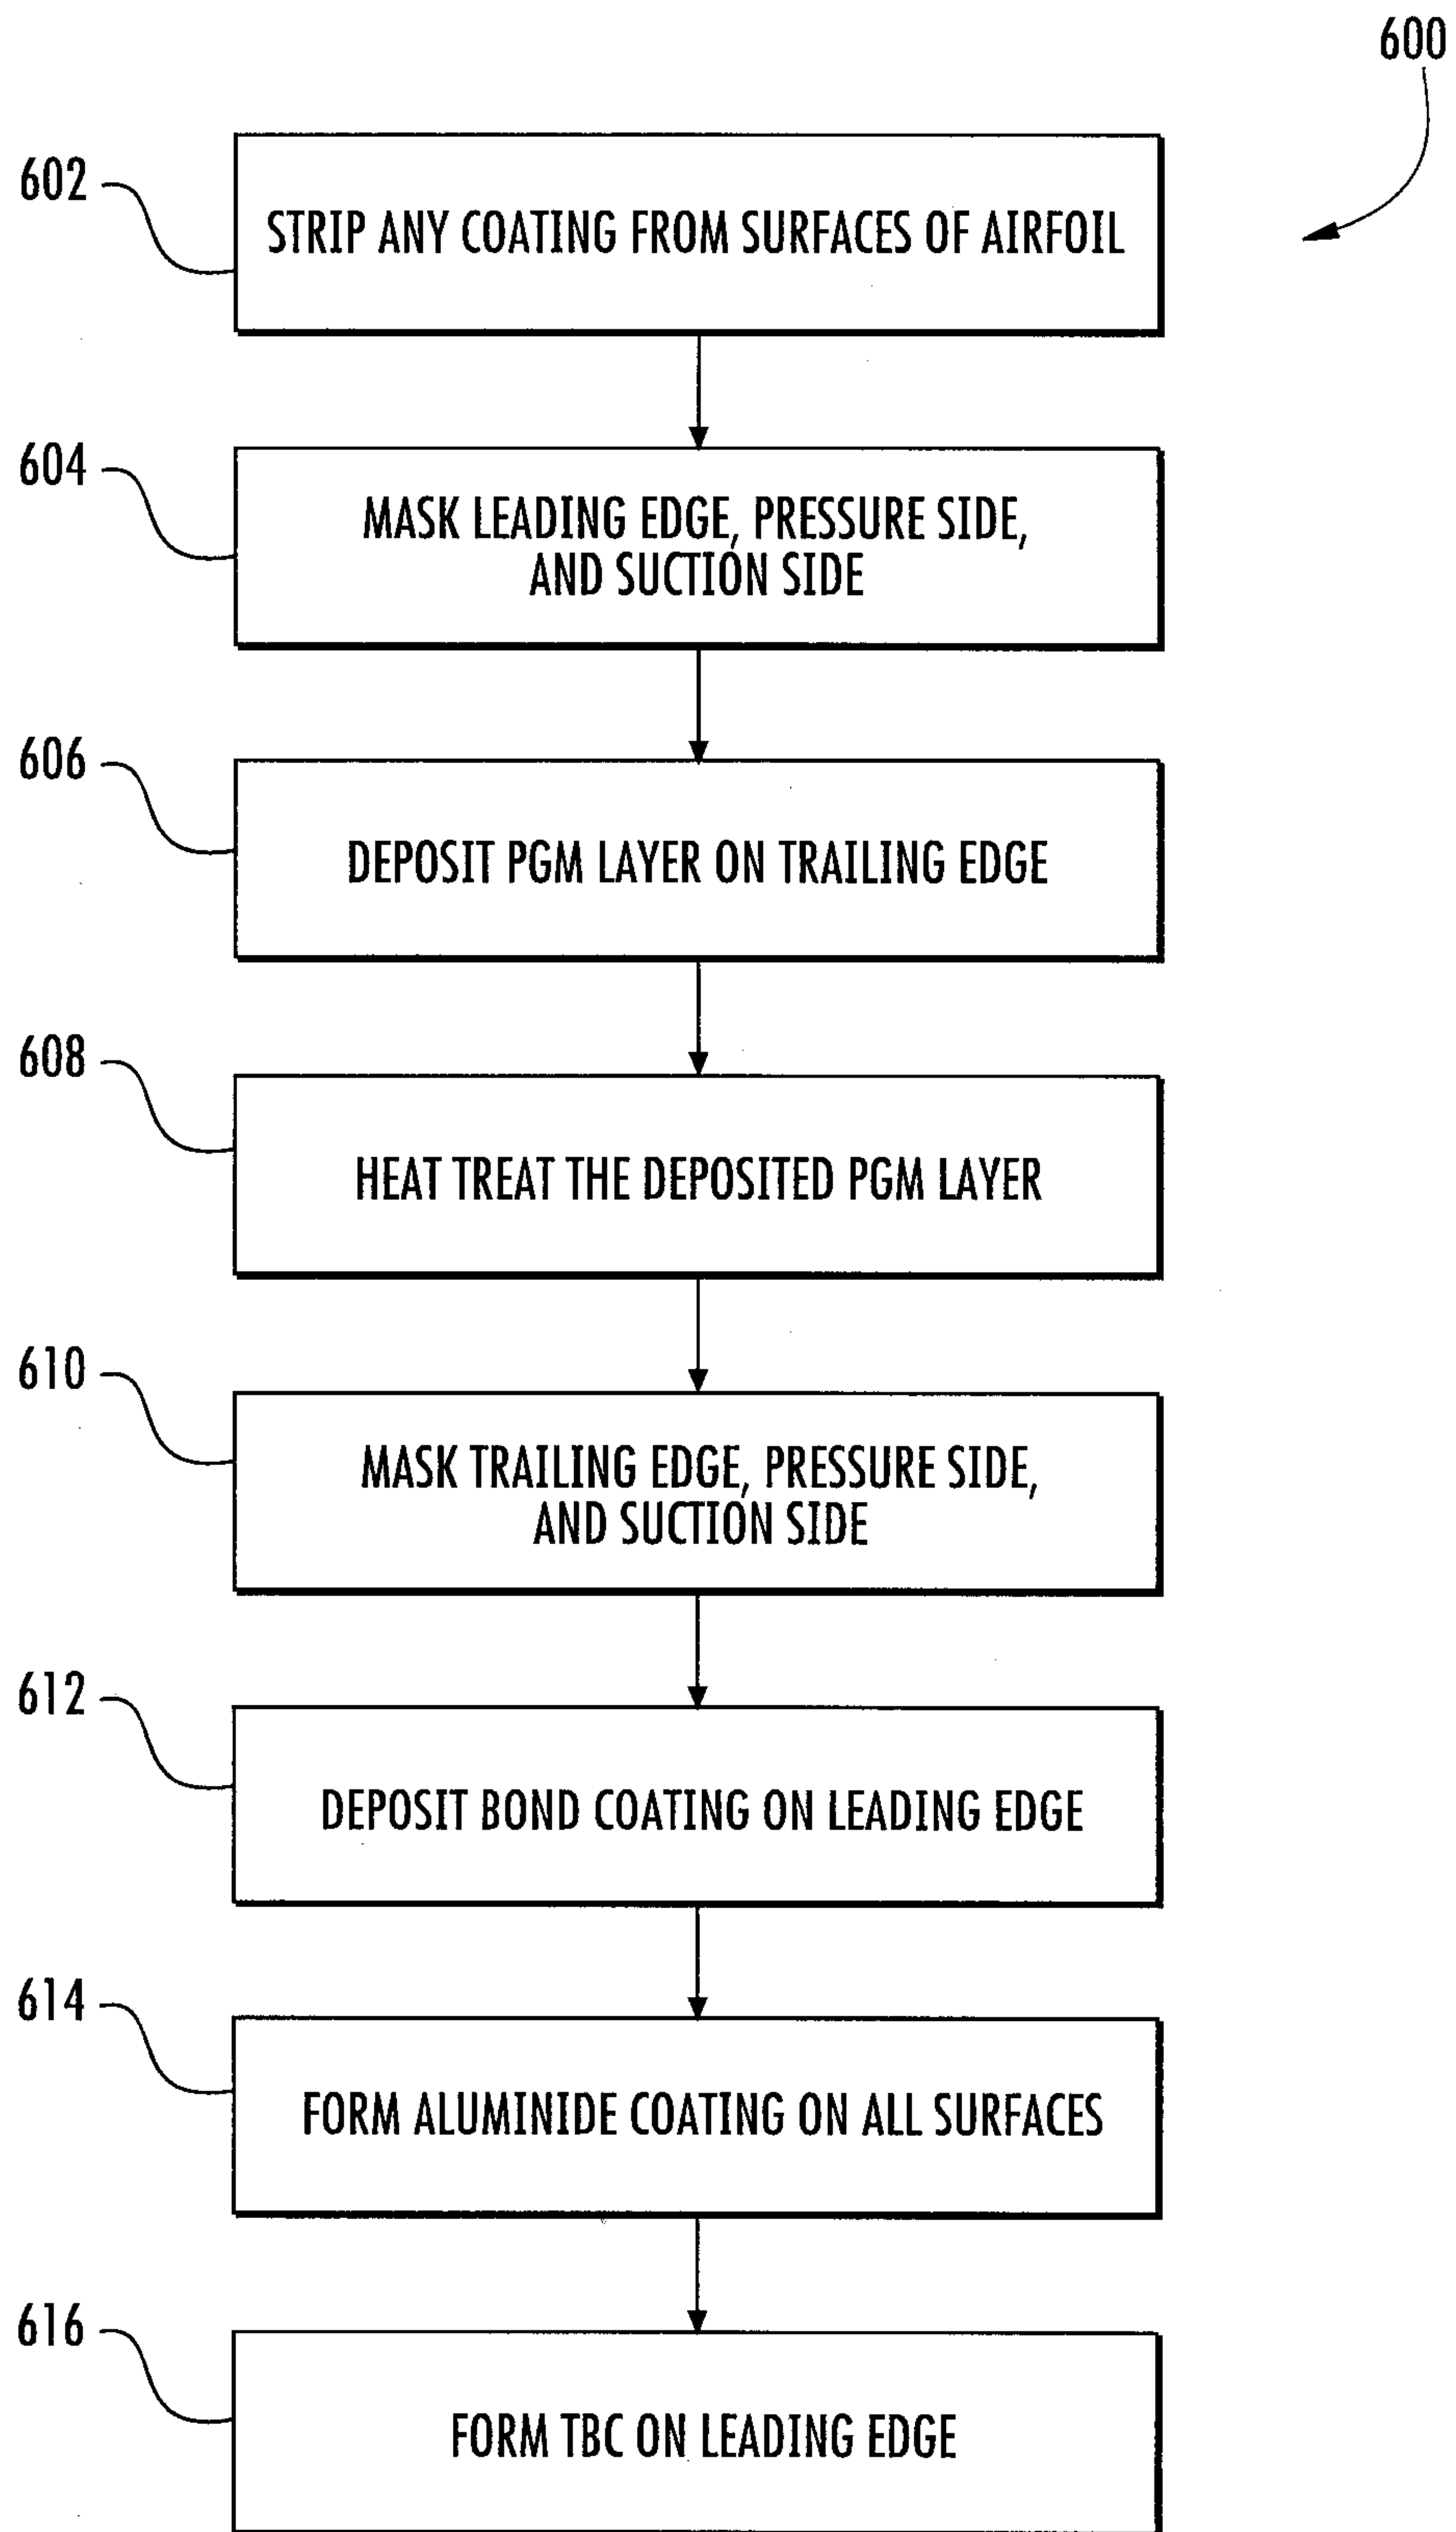 600
602
STRIP ANY COATING FROM SURFACES OF AIRFOIL
604
MASK LEADING EDGE, PRESSURE SIDE,
AND SUCTION SIDE
606
DEPOSIT PGM LAYER ON TRAILING EDGE
608
HEAT TREAT THE DEPOSITED PGM LAYER
610
MASK TRAILING EDGE, PRESSURE SIDE,
AND SUCTION SIDE
612
DEPOSIT BOND COATING ON LEADING EDGE
614
FORM ALUMINIDE COATING ON ALL SURFACES
616
FORM TBC ON LEADING EDGE